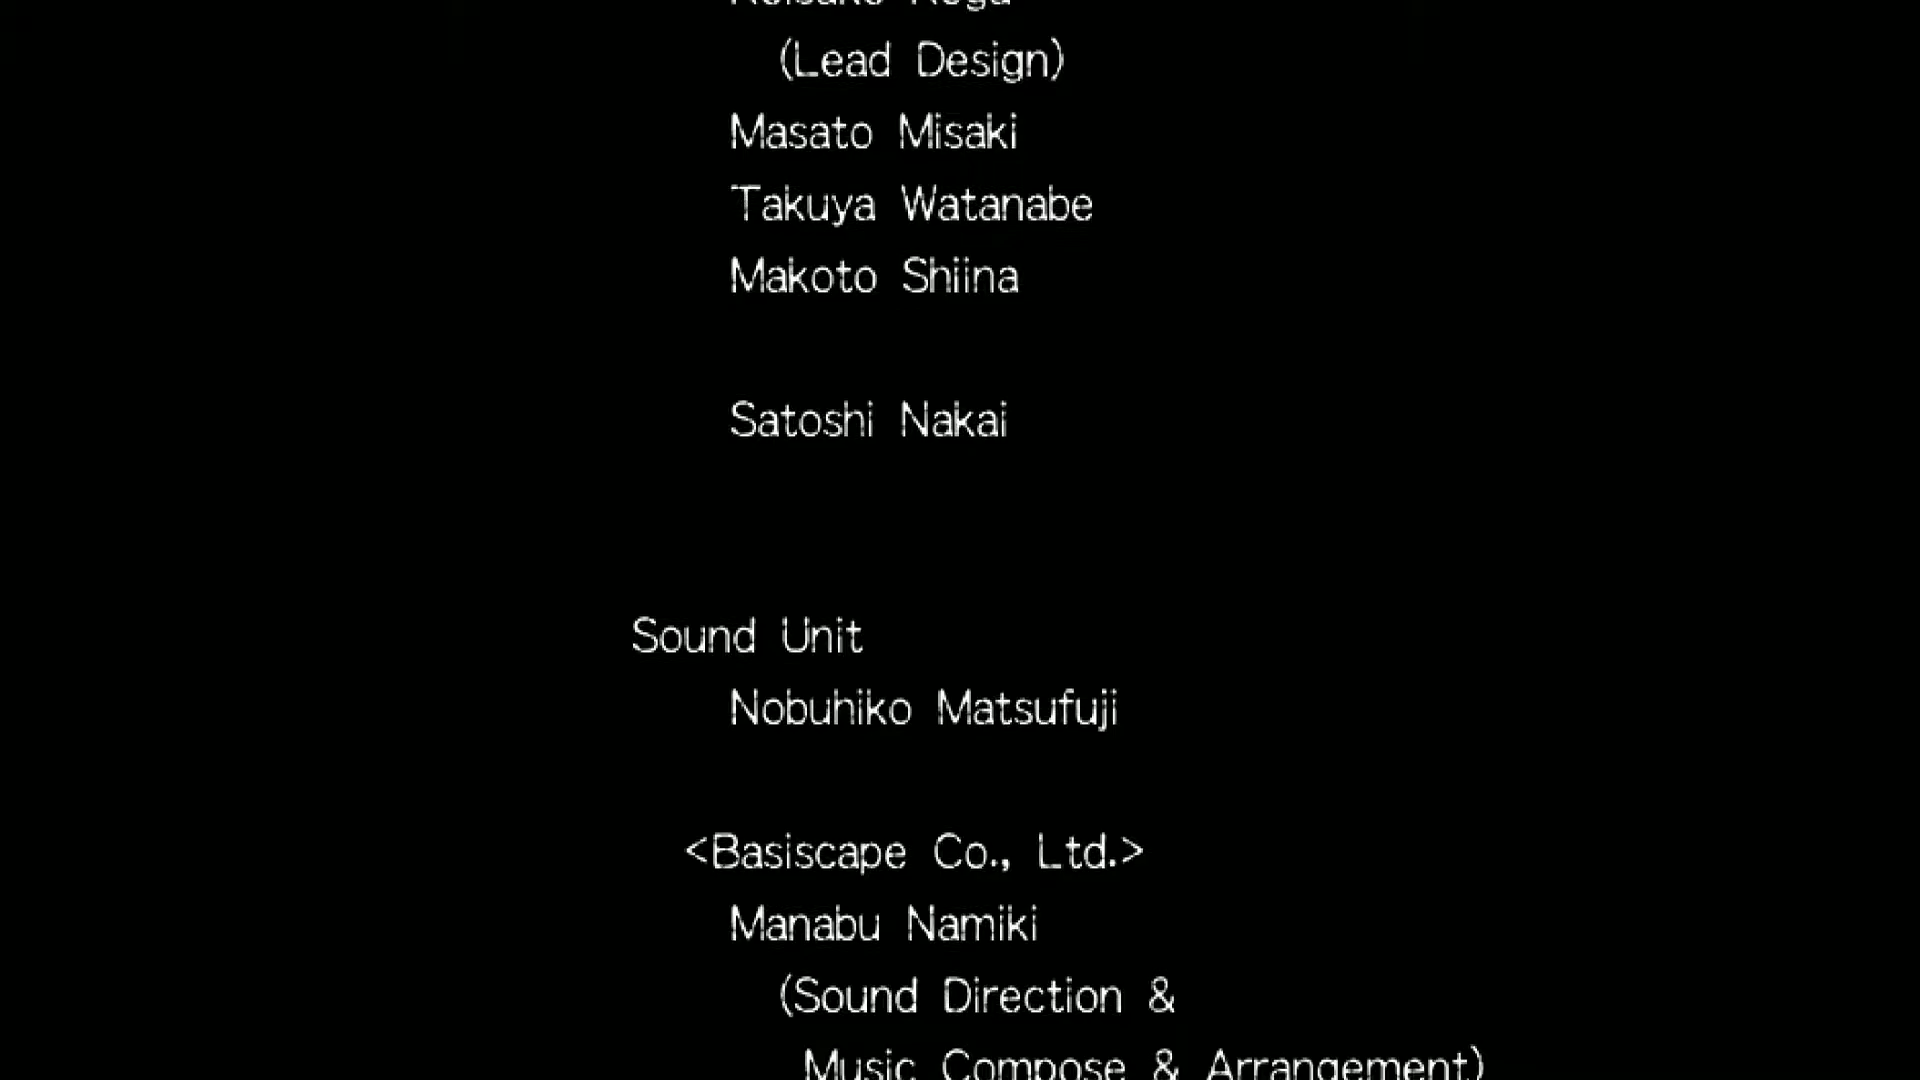 (Lead Design)
Masato Misaki
Takuya Watanabe
Makoto Shiina
Satoshi Nakai
Sound Unit
Nobuhiko Matsufuji
<Basiscape Co., Ltd.>
Manabu Namiki
(Sound Direction &
Music Compose & Arrangement)